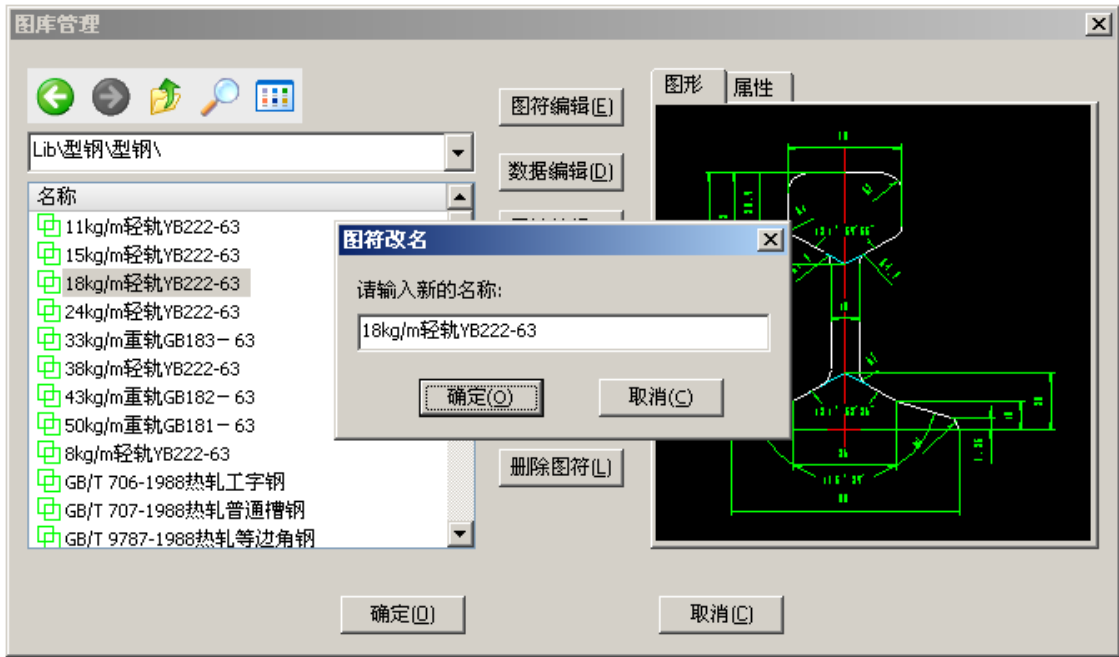 图库管理
图形
属性
图符编辑(E)
Lib\型钢\型钢\
数据编辑(D)
名称
11kg/m轻轨YB222-63
15kg/m轻轨YB222-63
18kg/m轻轨YB222-63
24kg/m轻轨YB222-63
33kg/m重轨GB183－63
38kg/m轻轨YB222-63
43kg/m重轨GB182－63
50kg/m重轨GB181－63
8kg/m轻轨YB222-63
GB/T 706-1988热轧工字钢
GB/T 707-1988热轧普通槽钢
GB/T 9787-1988热轧等边角钢
图符改名
请输入新的名称:
18kg/m轻轨YB222-63
确定(O)
取消(C)
删除图符(L)
确定(O)
取消(C)